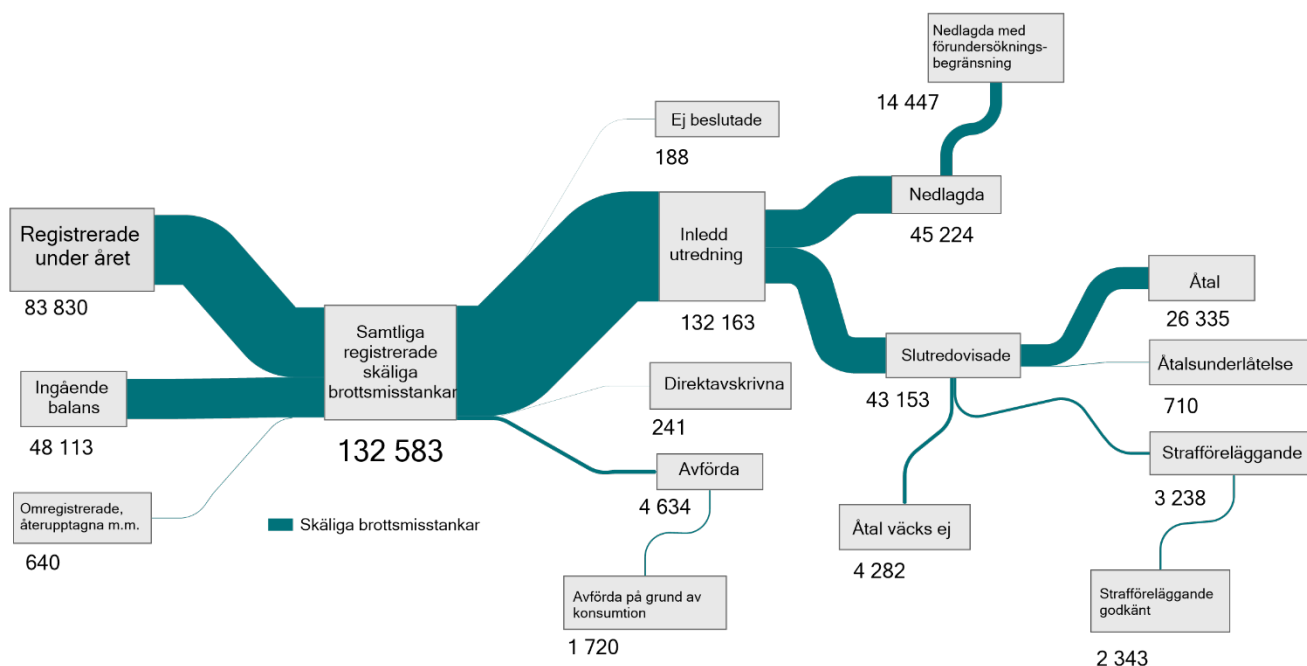 Nedlagda med
förundersöknings-
begränsning
14 447
Ej beslutade
188
Nedlagda
45 224
Registrerade
under året
83 830
Inledd
utredning
132 163
Åtal
26 335
Samtliga
registrerade
skäliga
brottsmisstankar
132 583
Slutredovisade
43 153
Åtalsunderlåtelse
710
Ingående
balans
48 113
Direktavskrivna
241
Avförda
4 634
Strafföreläggande
3 238
Omregistrerade,
återupptagna m.m.
640
Skäliga brottsmisstankar
Åtal väcks ej
4 282
Avförda på grund av
konsumtion
1 720
Strafföreläggande
godkänt
2 343